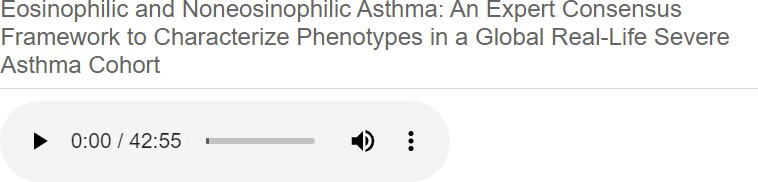 Eosinophilic and Noneosinophilic Asthma: An Expert Consensus
Framework to Characterize Phenotypes in a Global Real-Life Severe
Asthma Cohort
0:00 / 42:55